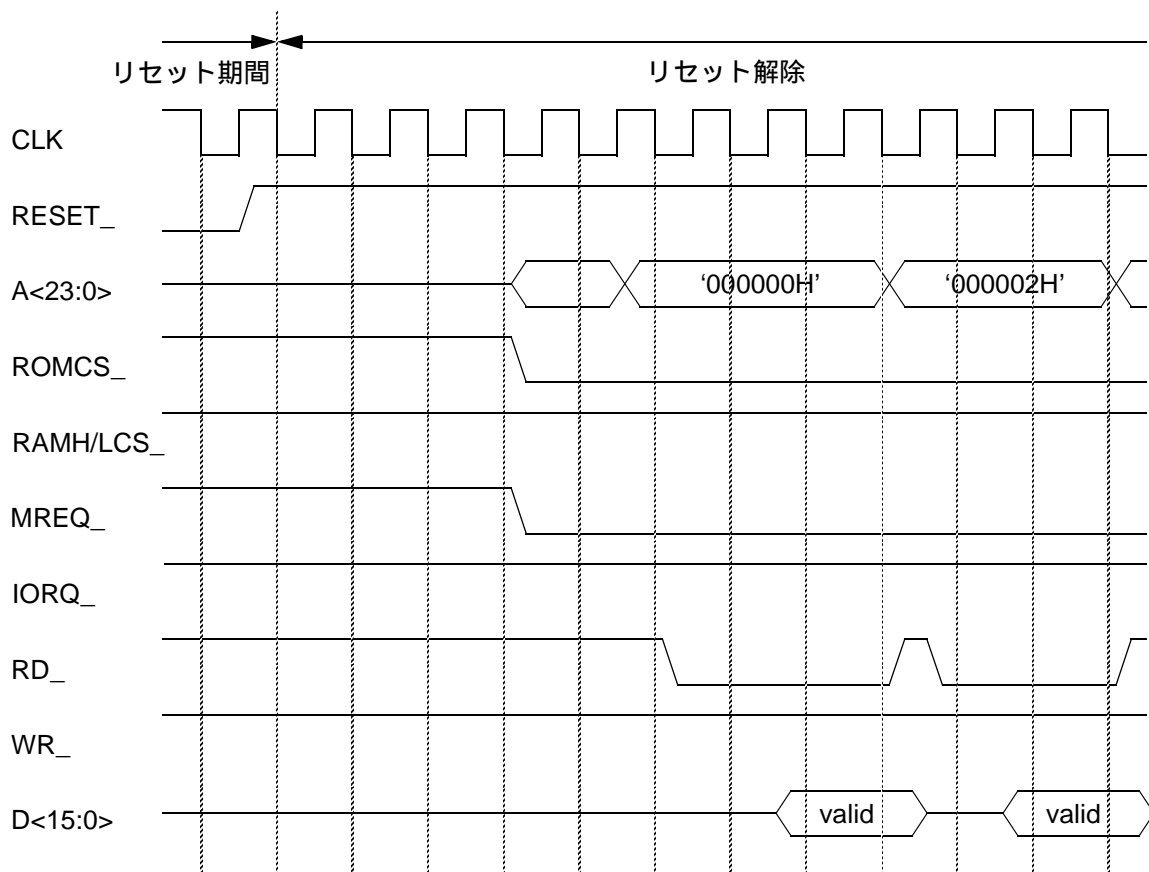 リセット期間
リセット解除
CLK
RESET_
A<23:0>
‘000000H’
‘000002H’
ROMCS_
RAMH/LCS_
MREQ_
IORQ_
RD_
WR_
D<15:0>
valid
valid